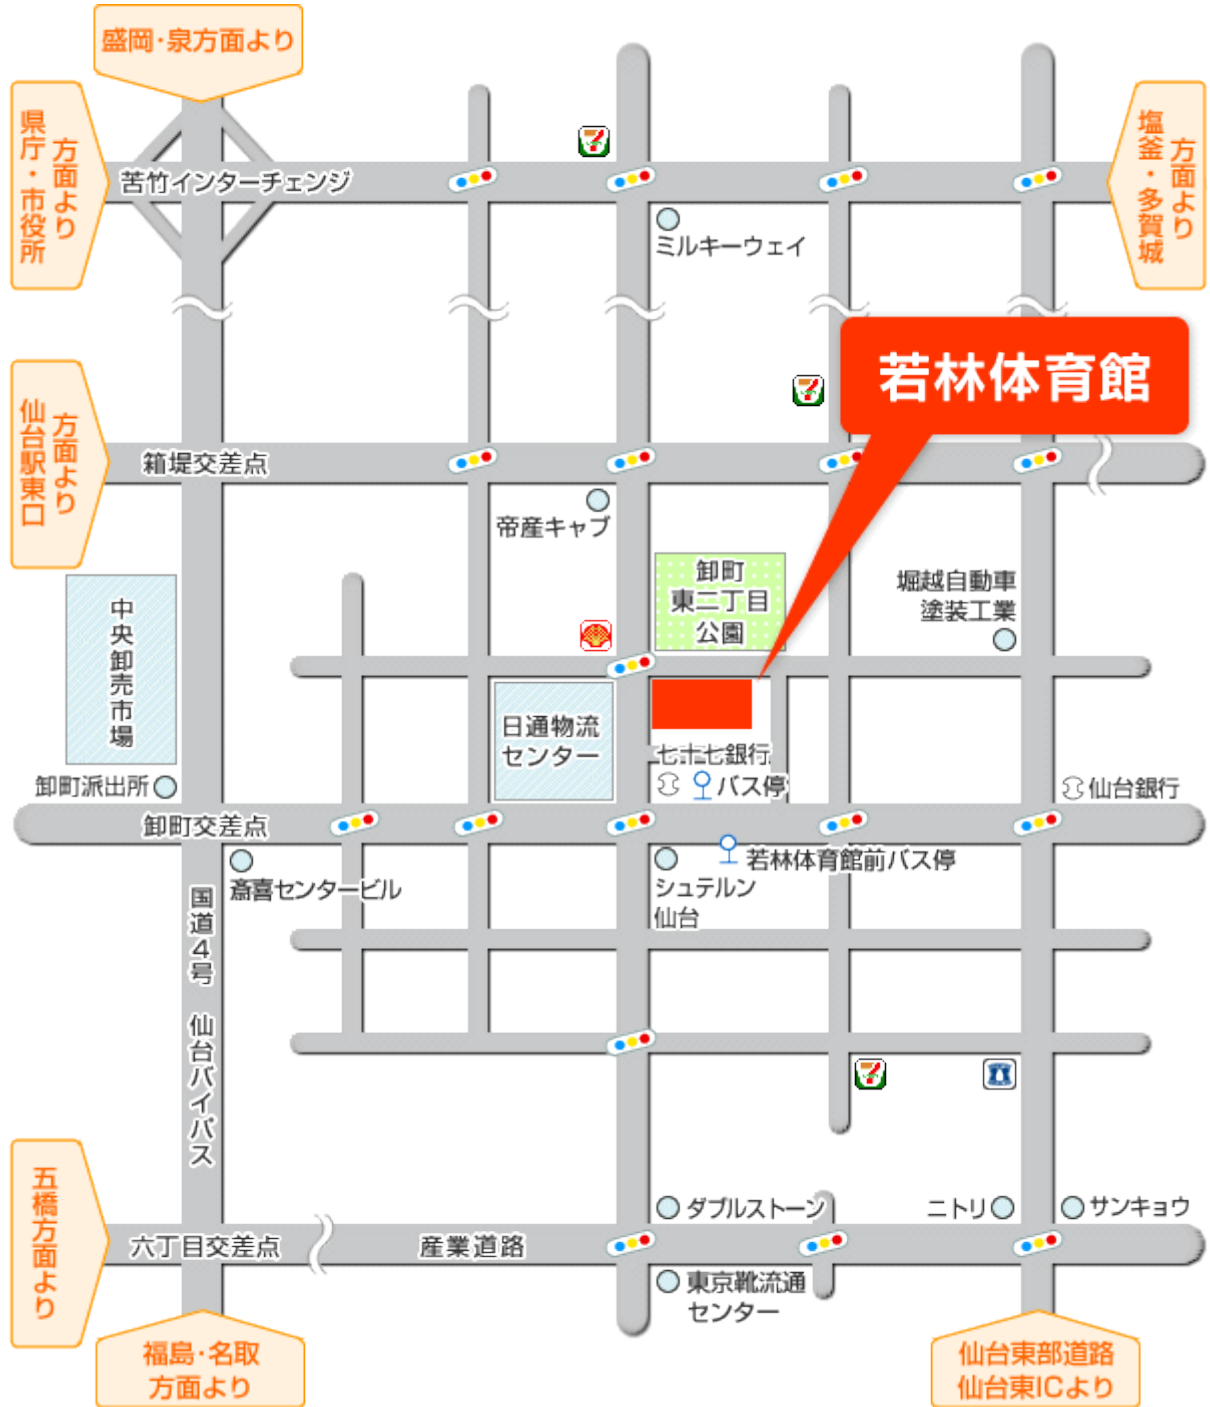 盛岡・泉方面より
県庁・市役所
方面より
塩釜・多賀城
方面より
苦竹インターチェンジ
7
ミルキーウェイ
若林体育館
7
仙台駅東口
方面より
箱堤交差点
帝産キャブ
卸町
東二丁目
公園
堀越自動車
塗装工業
中央卸売市場
日通物流
センター
七十七銀行
バス停
卸町派出所
仙台銀行
卸町交差点
若林体育館前バス停
斎喜センタービル
シュテルン
仙台
国道4号 仙台バイパス
7
五橋方面より
ダブルストーン
ニトリ
サンキョウ
六丁目交差点
産業道路
東京靴流通
センター
福島・名取
方面より
仙台東部道路
仙台東ICより